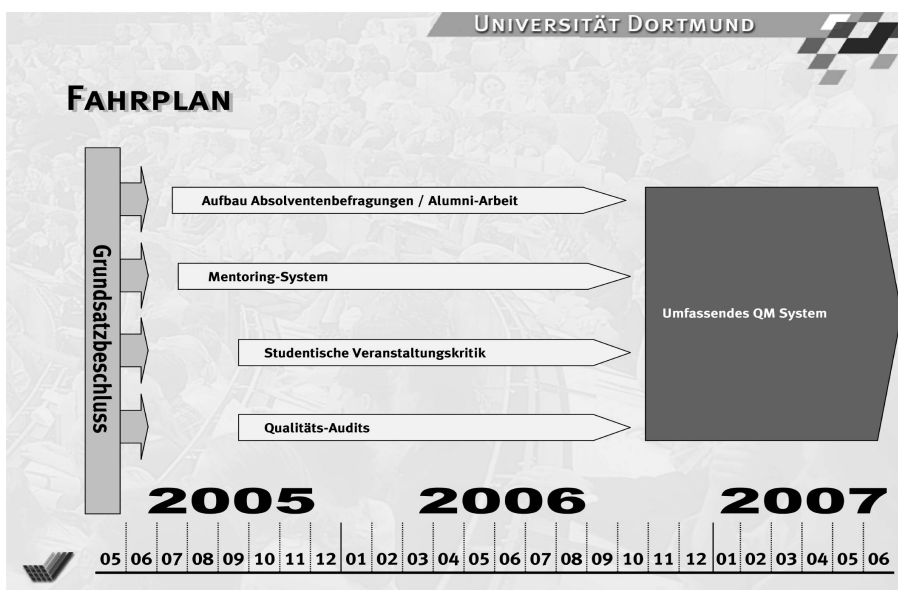 UNIVERSITÄT DORTMUND
FAHRPLAN
Grundsatzbeschluss
Aufbau Absolventenbefragungen / Alumni-Arbeit
Mentoring-System
Studentische Veranstaltungskritik
Qualitäts-Audits
Umfassendes QM System
2005 2006 2007
05 06 07 08 09 10 11 12 01 02 03 04 05 06 07 08 09 10 11 12 01 02 03 04 05 06